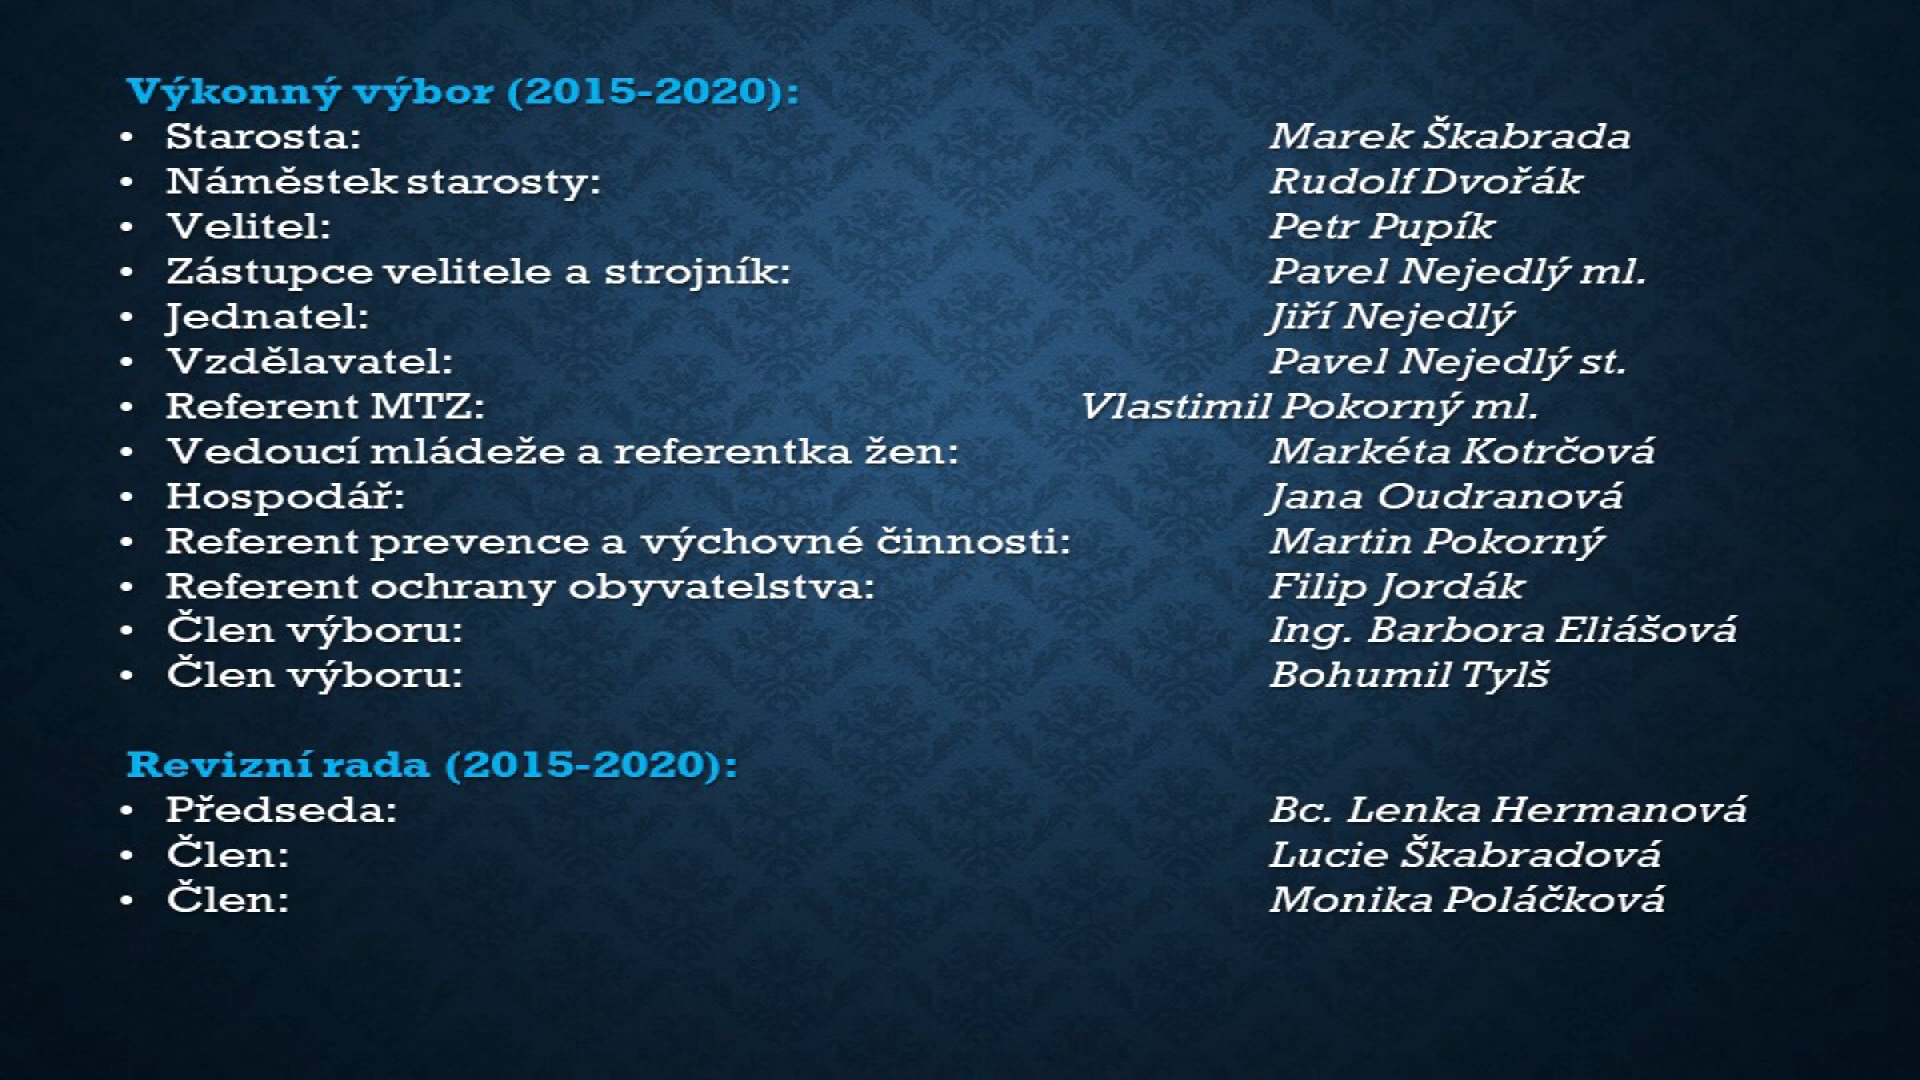 Výkonný výbor (2015-2020):
• Starosta: Marek Škabrada
• Náměstek starosty: Rudolf Dvořák
• Velitel: Petr Pupík
• Zástupce velitele a strojník: Pavel Nejedlý ml.
• Jednatel: Jiří Nejedlý
• Vzdělavatel: Pavel Nejedlý st.
• Referent MTZ: Vlastimil Pokorný ml.
• Vedoucí mládeže a referentka žen: Markéta Kotrčová
• Hospodář: Jana Oudranová
• Referent prevence a výchovné činnosti: Martin Pokorný
• Referent ochrany obyvatelstva: Filip Jordák
• Člen výboru: Ing. Barbora Eliášová
• Člen výboru: Bohumil Tylš
Revizní rada (2015-2020):
• Předseda: Bc. Lenka Hermanová
• Člen: Lucie Škabradová
• Člen: Monika Poláčková